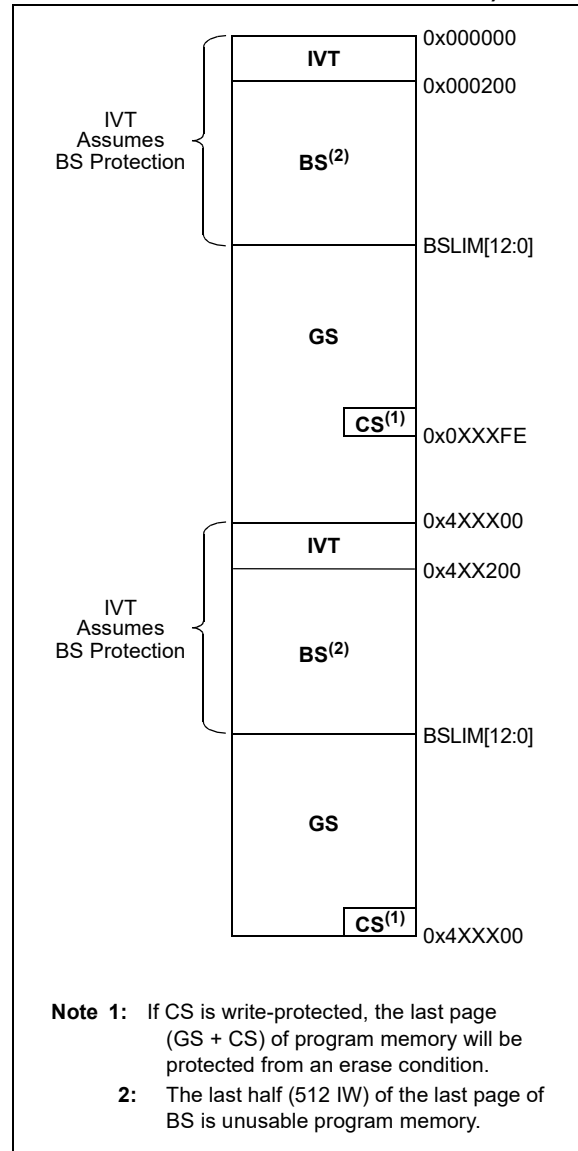 0x000000
IVT
0x000200
IVT
Assumes
BS Protection
BS(2)
BSLIM[12:0]
GS
CS(1)
0x0XXXFE
0x4XXX00
IVT
0x4XX200
IVT
Assumes
BS Protection
BS(2)
BSLIM[12:0]
GS
CS(1)
0x4XXX00
Note 1: If CS is write-protected, the last page
(GS + CS) of program memory will be
protected from an erase condition.
2: The last half (512 IW) of the last page of
BS is unusable program memory.